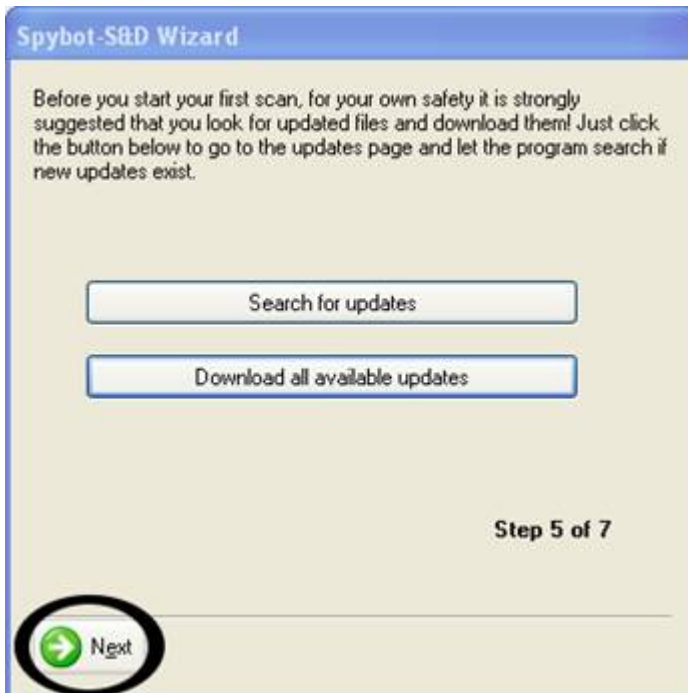 Spybot-S&D Wizard
Before you start your first scan, for your own safety it is strongly
suggested that you look for updated files and download them! Just click
the button below to go to the updates page and let the program search if
new updates exist.
Search for updates
Download all available updates
Step 5 of 7
Next